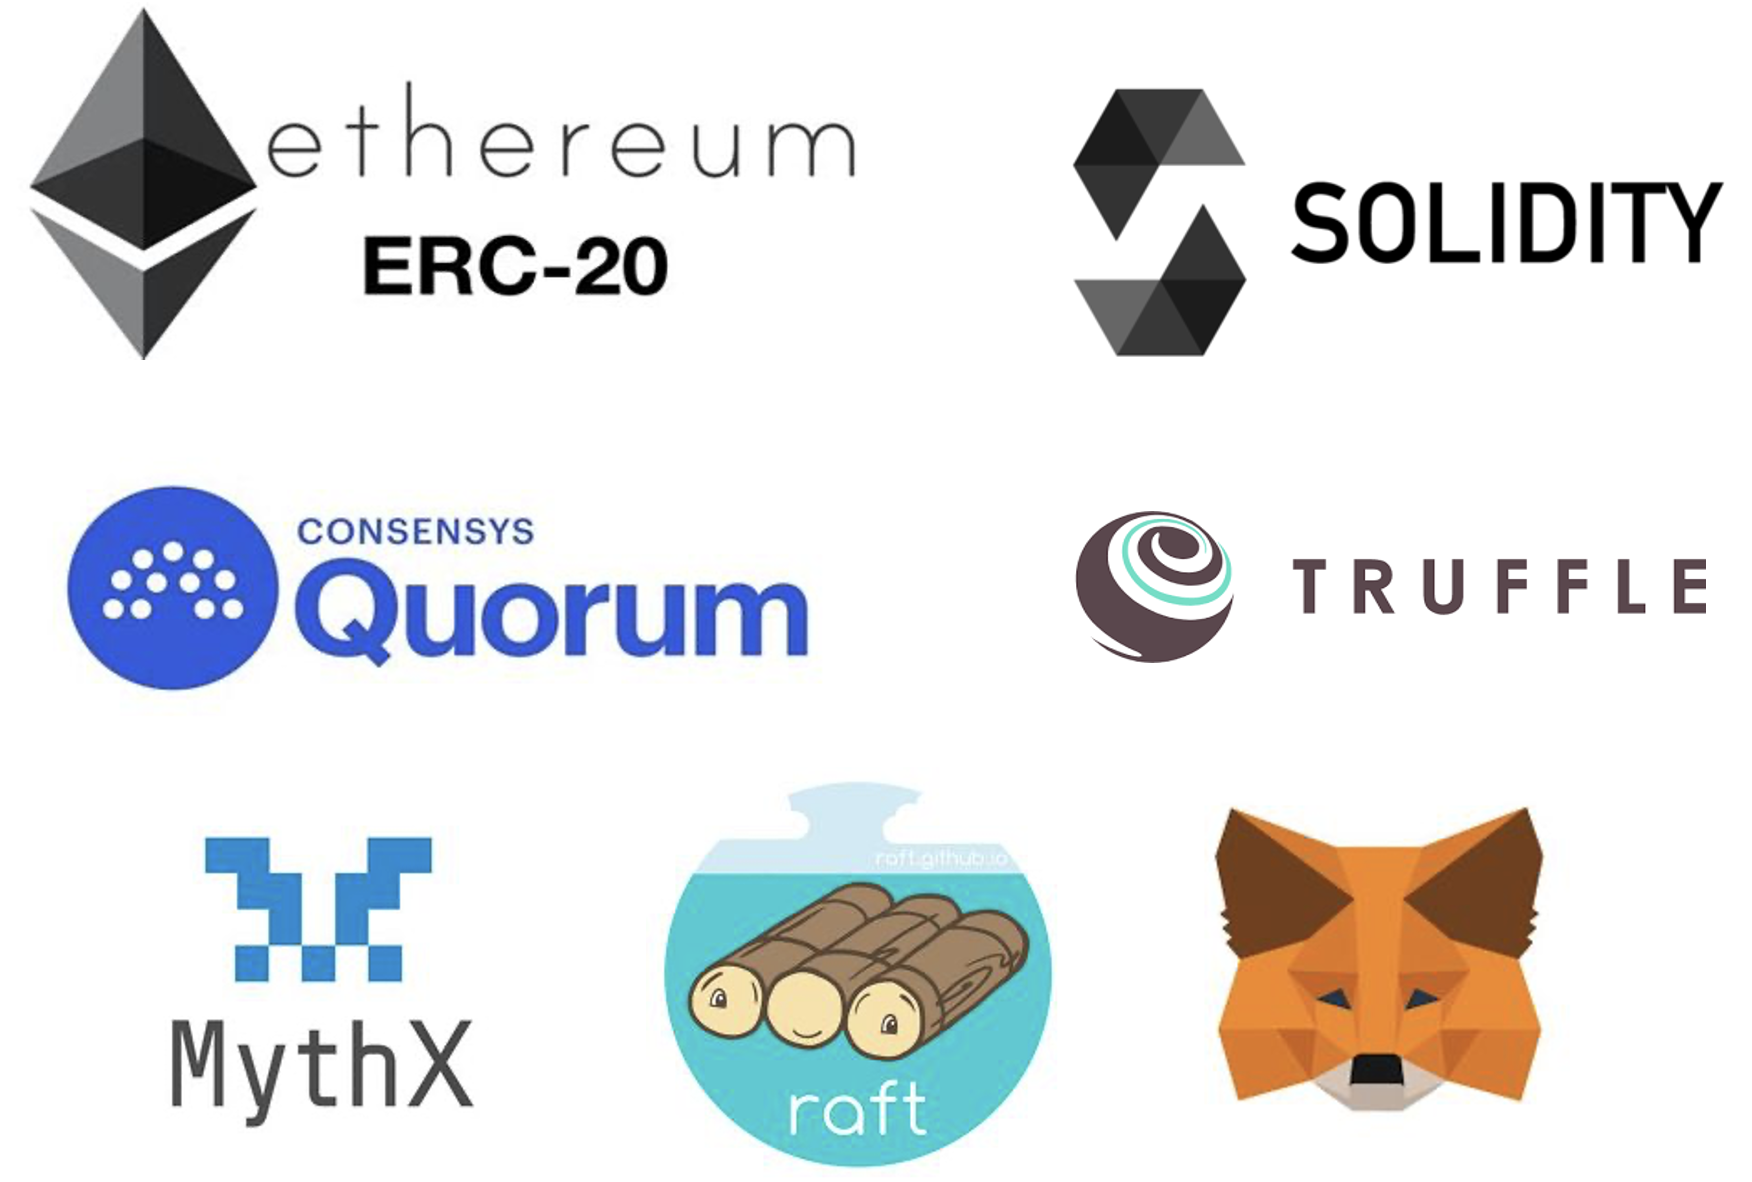 ethereum
ERC-20
SOLIDITY
CONSENSYS
Quorum
TRUFFLE
MythX
raft.github.io
raft